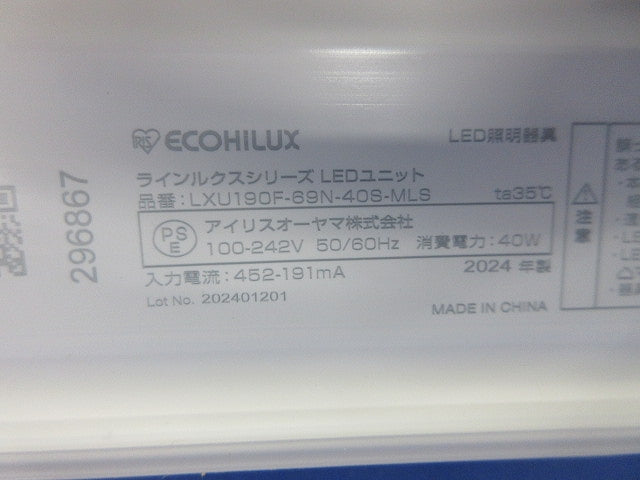 296867
IRIS ECOHILUX
LED照明器具
ラインルクスシリーズ LEDユニット
品番:LXU190F-69N-40S-MLS ta35℃
PS
E
アイリスオーヤマ株式会社
100-242V 50/60Hz 消費電力:40W
入力電流:452-191mA
2024 年製
Lot No. 202401201
MADE IN CHINA
注意